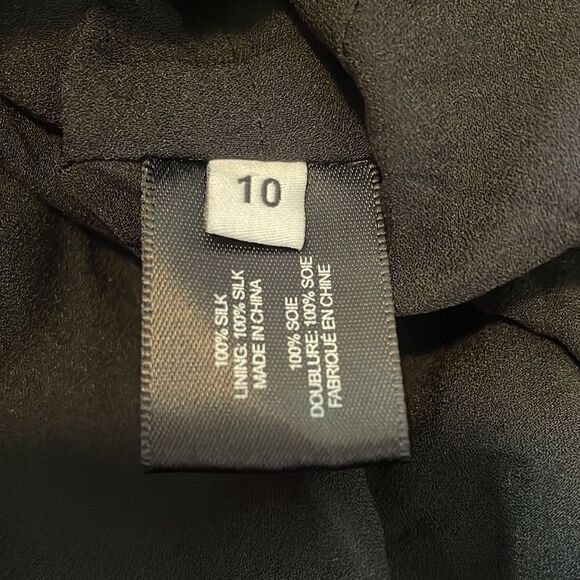 10
100% SILK
LINING: 100% SILK
MADE IN CHINA
100% SOIE
DOUBLURE: 100% SOIE
FABRIQUÉ EN CHINE